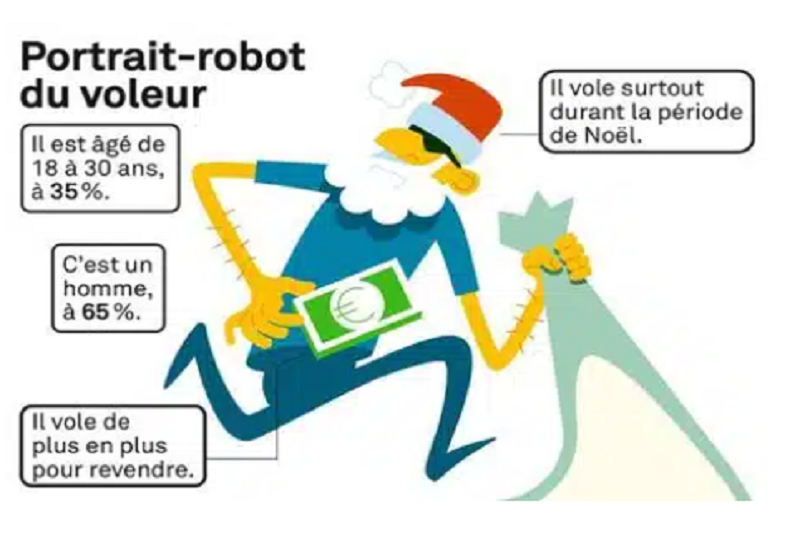 Portrait-robot
du voleur
Il est âgé de
18 à 30 ans,
à 35 %.
Il vole surtout
durant la période
de Noël.
C'est un
homme,
à 65 %.
€
Il vole de
plus en plus
pour revendre.